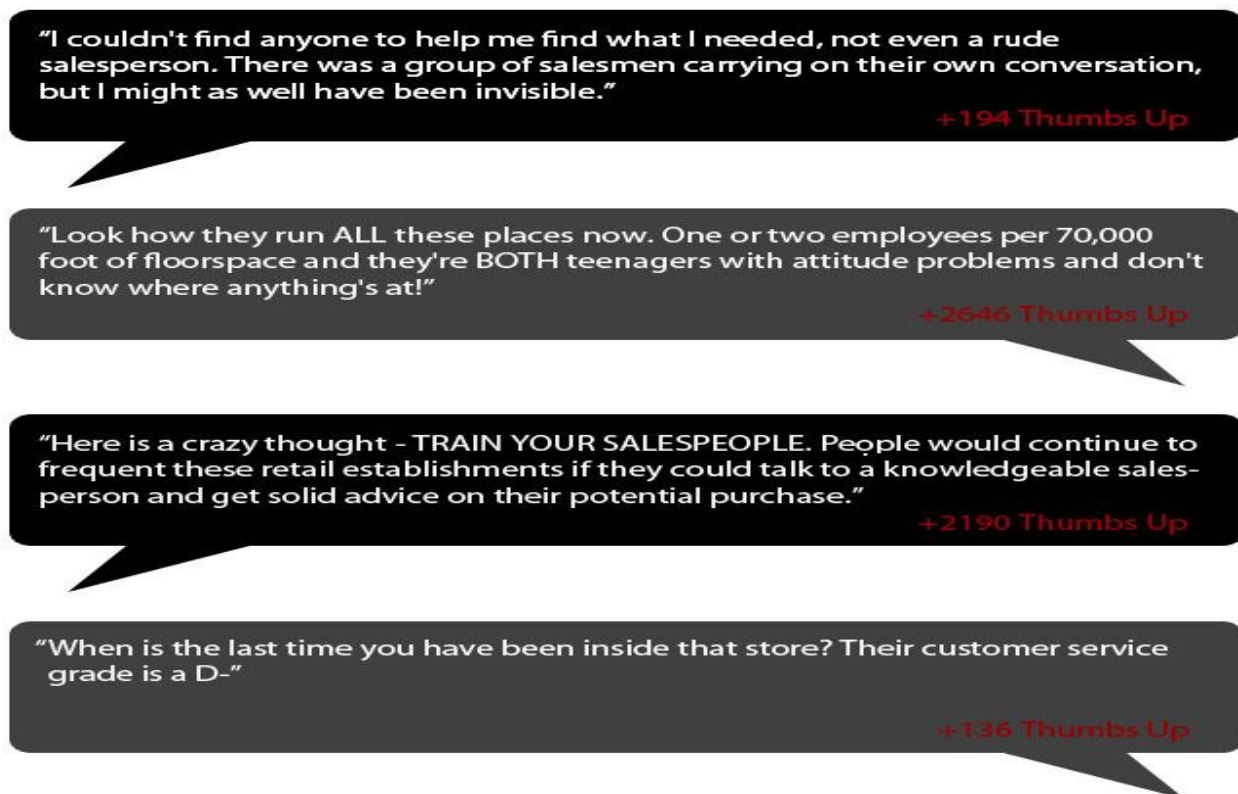 “I couldn't find anyone to help me find what I needed, not even a rude
salesperson. There was a group of salesmen carrying on their own conversation,
but I might as well have been invisible.”
+194 Thumbs Up
“Look how they run ALL these places now. One or two employees per 70,000
foot of floorspace and they're BOTH teenagers with attitude problems and don't
know where anything's at!”
+2646 Thumbs Up
“Here is a crazy thought - TRAIN YOUR SALESPEOPLE. People would continue to
frequent these retail establishments if they could talk to a knowledgeable sales-
person and get solid advice on their potential purchase.”
+2190 Thumbs Up
“When is the last time you have been inside that store? Their customer service
grade is a D-”
+136 Thumbs Up